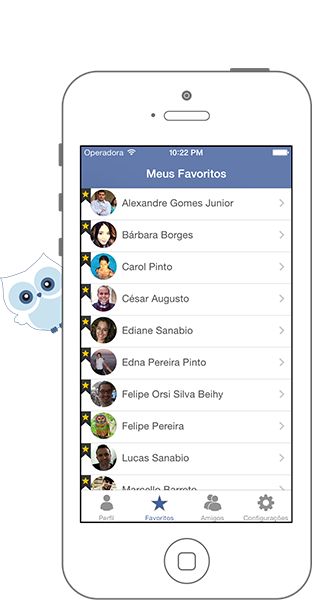 Operadora 10:22 PM
Meus Favoritos
Alexandre Gomes Junior
Bárbara Borges
Carol Pinto
César Augusto
Ediane Sanabio
Edna Pereira Pinto
Felipe Orsi Silva Beihy
Felipe Pereira
Lucas Sanabio
Marcello Barreto
Perfil Favoritos Amigos Configurações